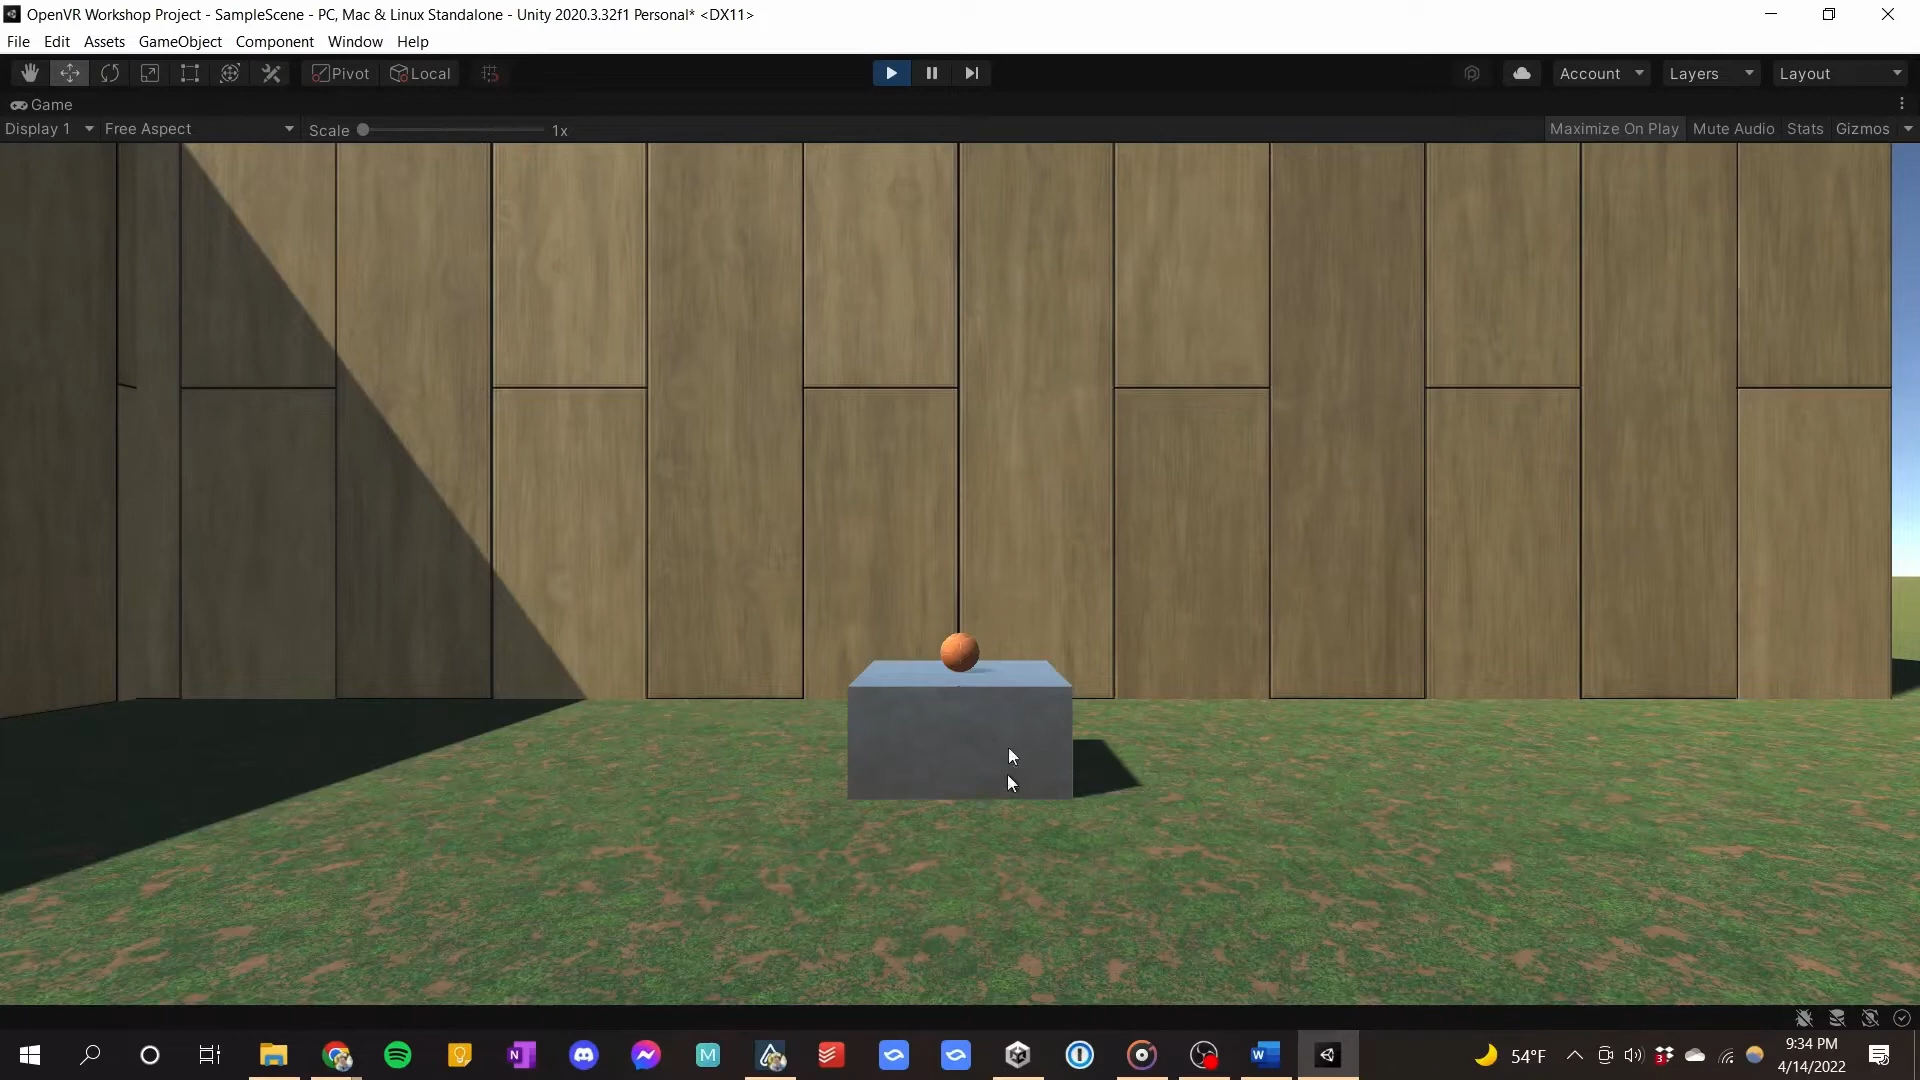 OpenVR Workshop Project - SampleScene - PC, Mac & Linux Standalone - Unity 2020.3.32f1 Personal* <DX11>
File Edit Assets GameObject Component Window Help
Pivot Local Account Layers Layout
Game
Display 1 Free Aspect Scale 1x Maximize On Play Mute Audio Stats Gizmos
9:34 PM
N M W 54°F 3
4/14/2022